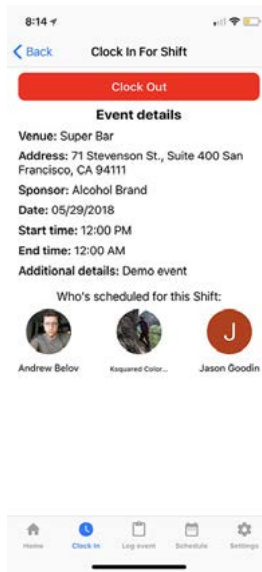 8:14
Back Clock In For Shift
Clock Out
Event details
Venue: Super Bar
Address: 71 Stevenson St., Suite 400 San
Francisco, CA 94111
Sponsor: Alcohol Brand
Date: 05/29/2018
Start time: 12:00 PM
End time: 12:00 AM
Additional details: Demo event
Who's scheduled for this Shift:
J
Andrew Belov Ksquared Color... Jason Goodin
Home Clock in Log event Schedule Settings